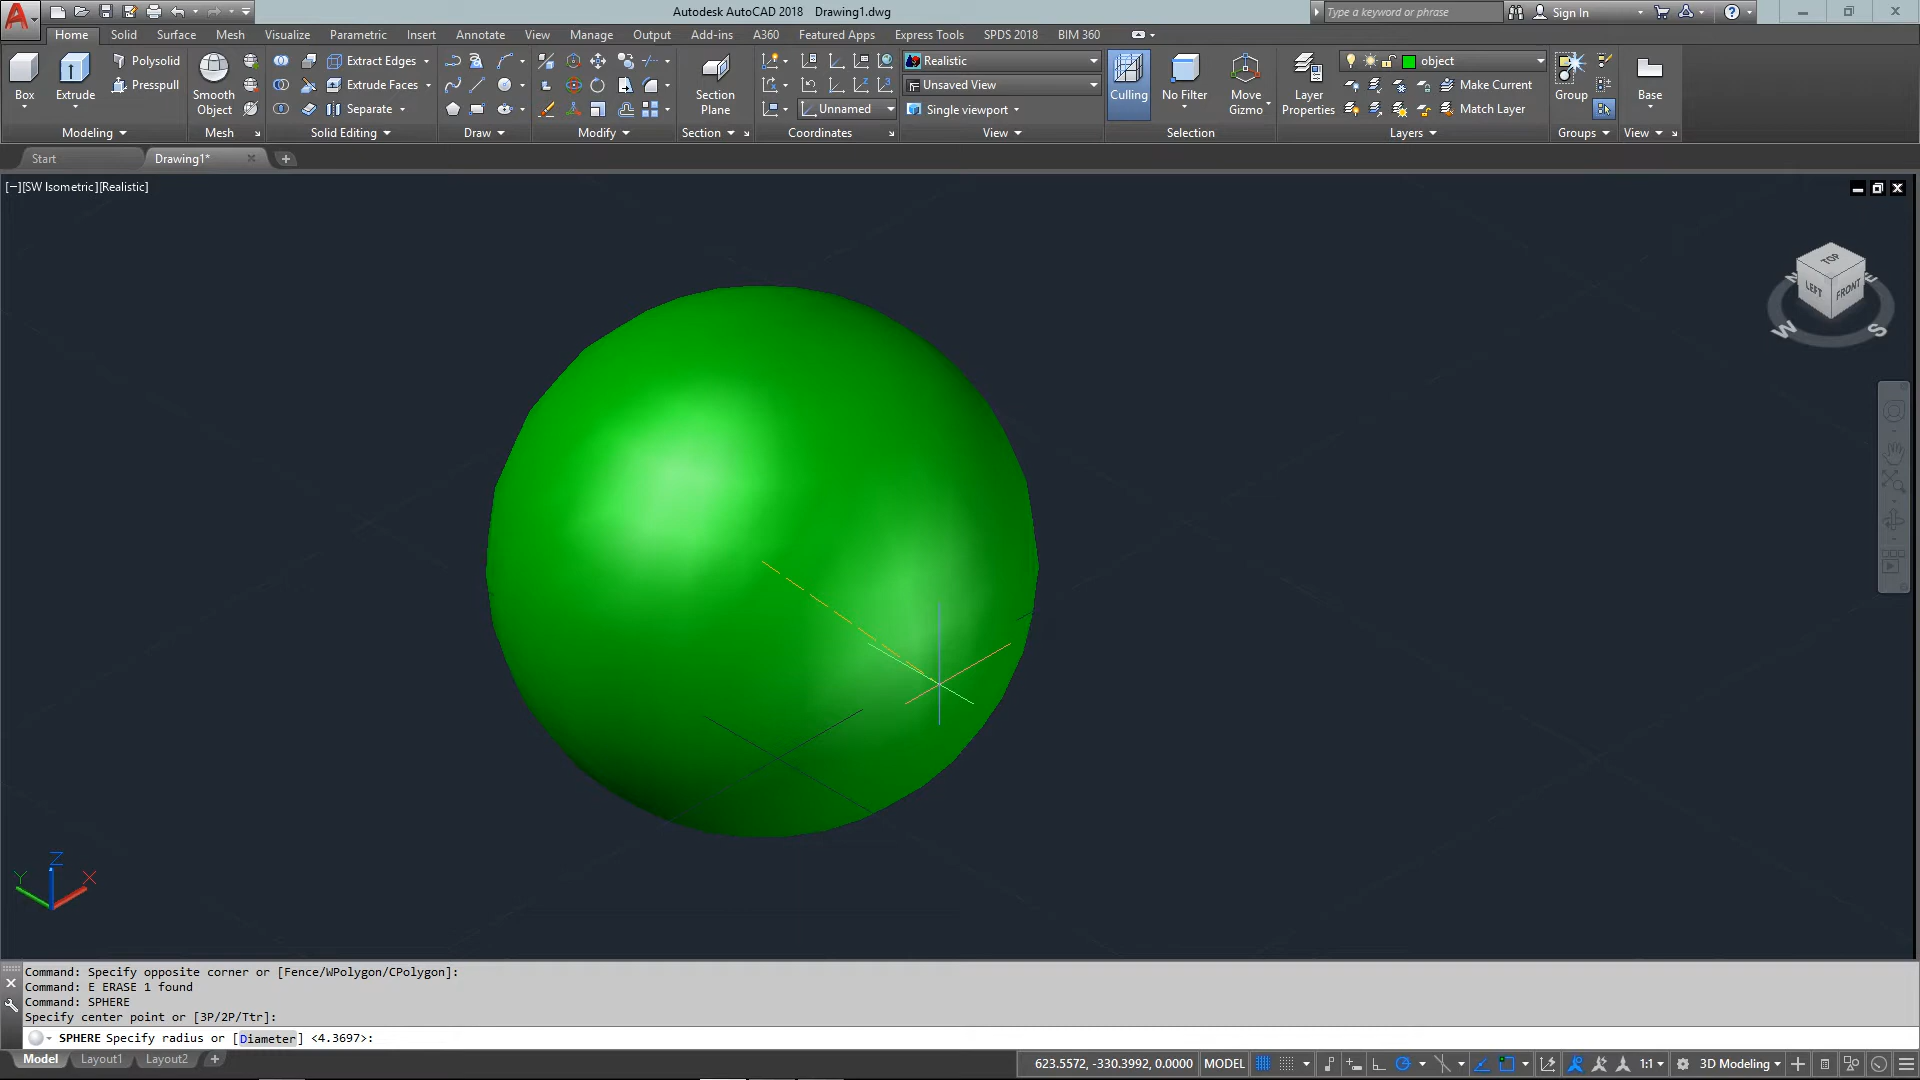 Autodesk AutoCAD 2018 Drawing1.dwg
Type a keyword or phrase
Sign In
Home Solid Surface Mesh Visualize Parametric Insert Annotate View Manage Output Add-ins A360 Featured Apps Express Tools SPDS 2018 BIM 360
Polysolid Extract Edges Realistic object
Presspull Extrude Faces Unsaved View Make Current
Box Extrude Smooth Object Separate Section Plane Unnamed Single viewport Culling No Filter Move Gizmo Layer Properties Match Layer Group Base
Modeling Mesh Solid Editing Draw Modify Section Coordinates View Selection Layers Groups View
Start Drawing1*
[−][SW Isometric][Realistic]
TOP
LEFT FRONT
N E
W S
Z
Y X
Command: Specify opposite corner or [Fence/WPolygon/CPolygon]:
Command: E ERASE 1 found
Command: SPHERE
Specify center point or [3P/2P/Ttr]:
SPHERE Specify radius or [Diameter] <4.3697>:
Model Layout1 Layout2
623.5572, -330.3992, 0.0000 MODEL 1:1 3D Modeling